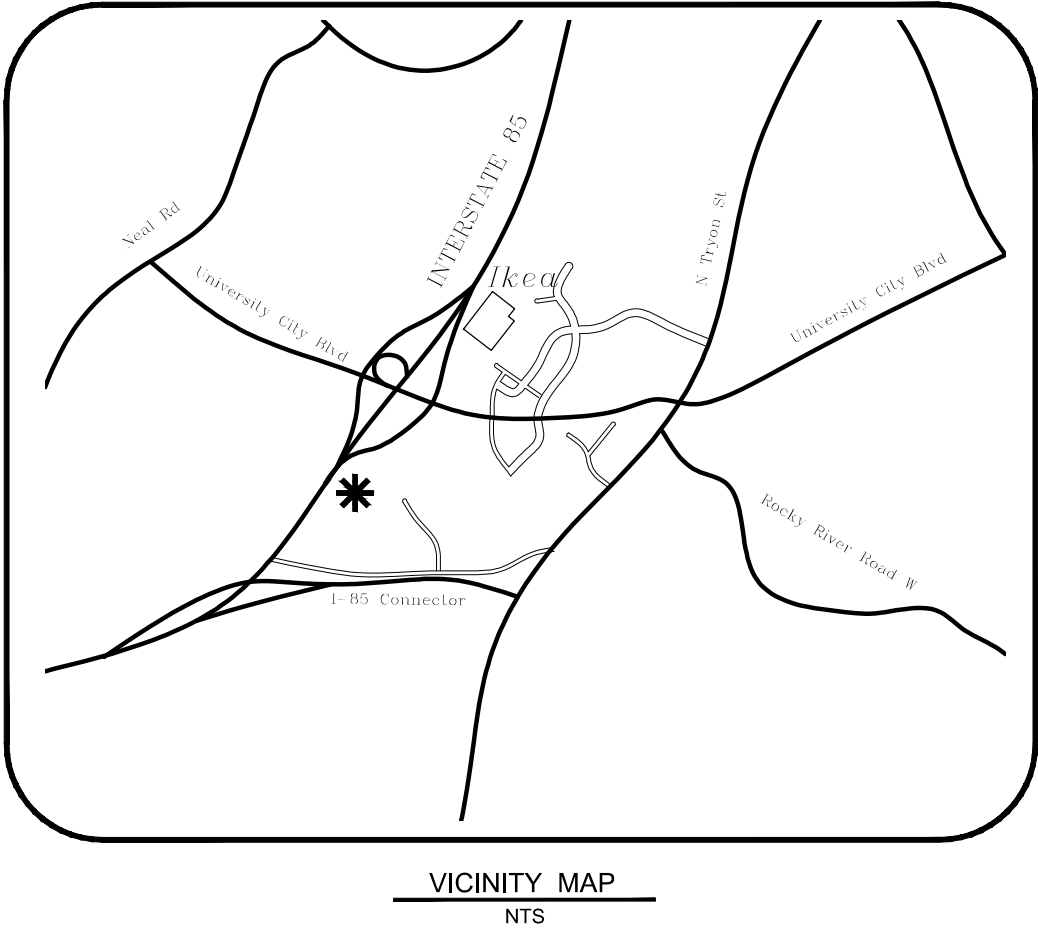 INTERSTATE 85
N Tryon St
Neal Rd
University City Blvd
Ikea
University City Blvd
Rocky River Road W
I-85 Connector
VICINITY MAP
NTS